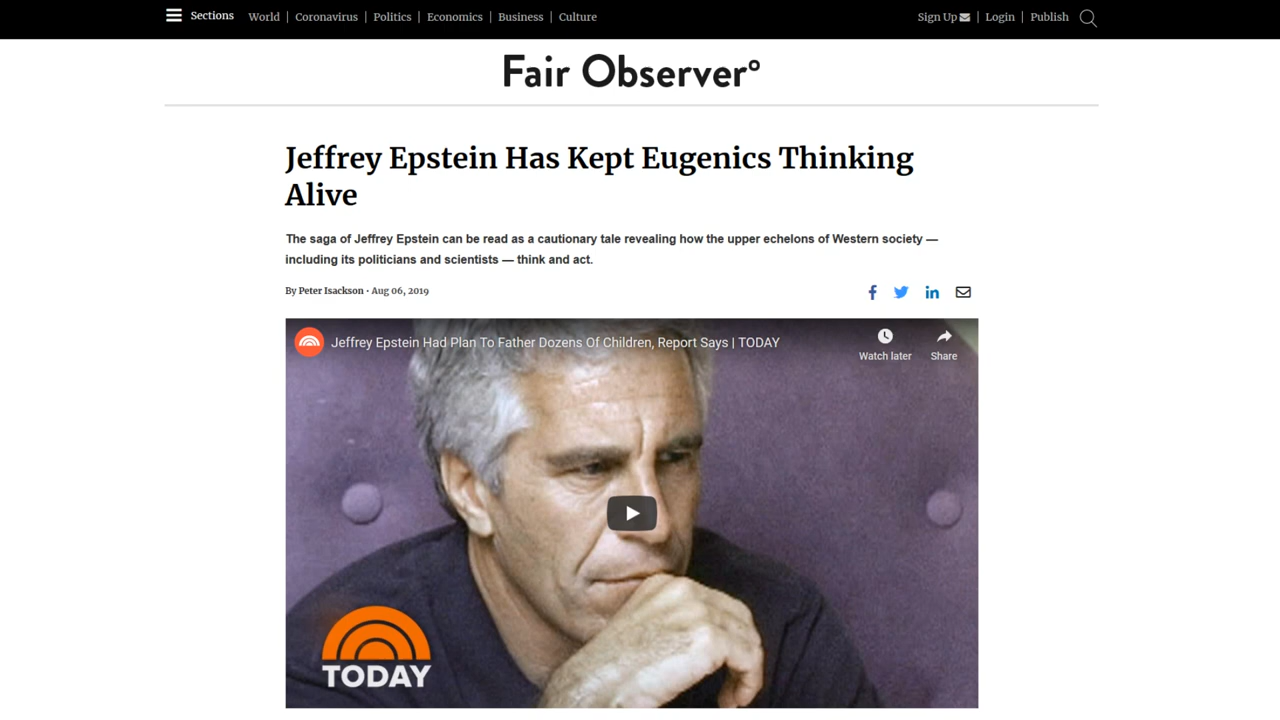 Sections World | Coronavirus | Politics | Economics | Business | Culture Sign Up | Login | Publish
Fair Observer°
Jeffrey Epstein Has Kept Eugenics Thinking
Alive
The saga of Jeffrey Epstein can be read as a cautionary tale revealing how the upper echelons of Western society —
including its politicians and scientists — think and act.
By Peter Isackson · Aug 06, 2019
Jeffrey Epstein Had Plan To Father Dozens Of Children, Report Says | TODAY
Watch later Share
TODAY